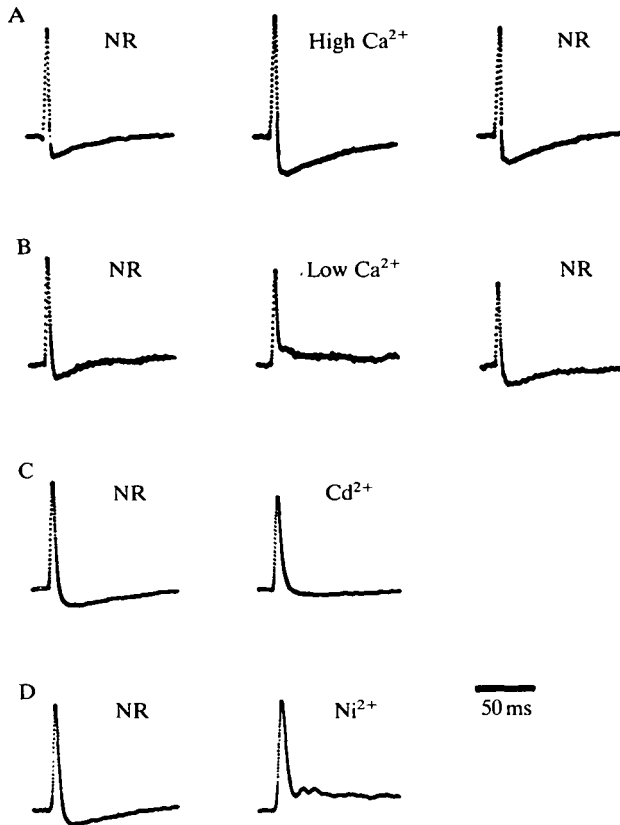 A
NR
High Ca²⁺
NR
B
NR
Low Ca²⁺
NR
C
NR
Cd²⁺
D
NR
Ni²⁺
50 ms